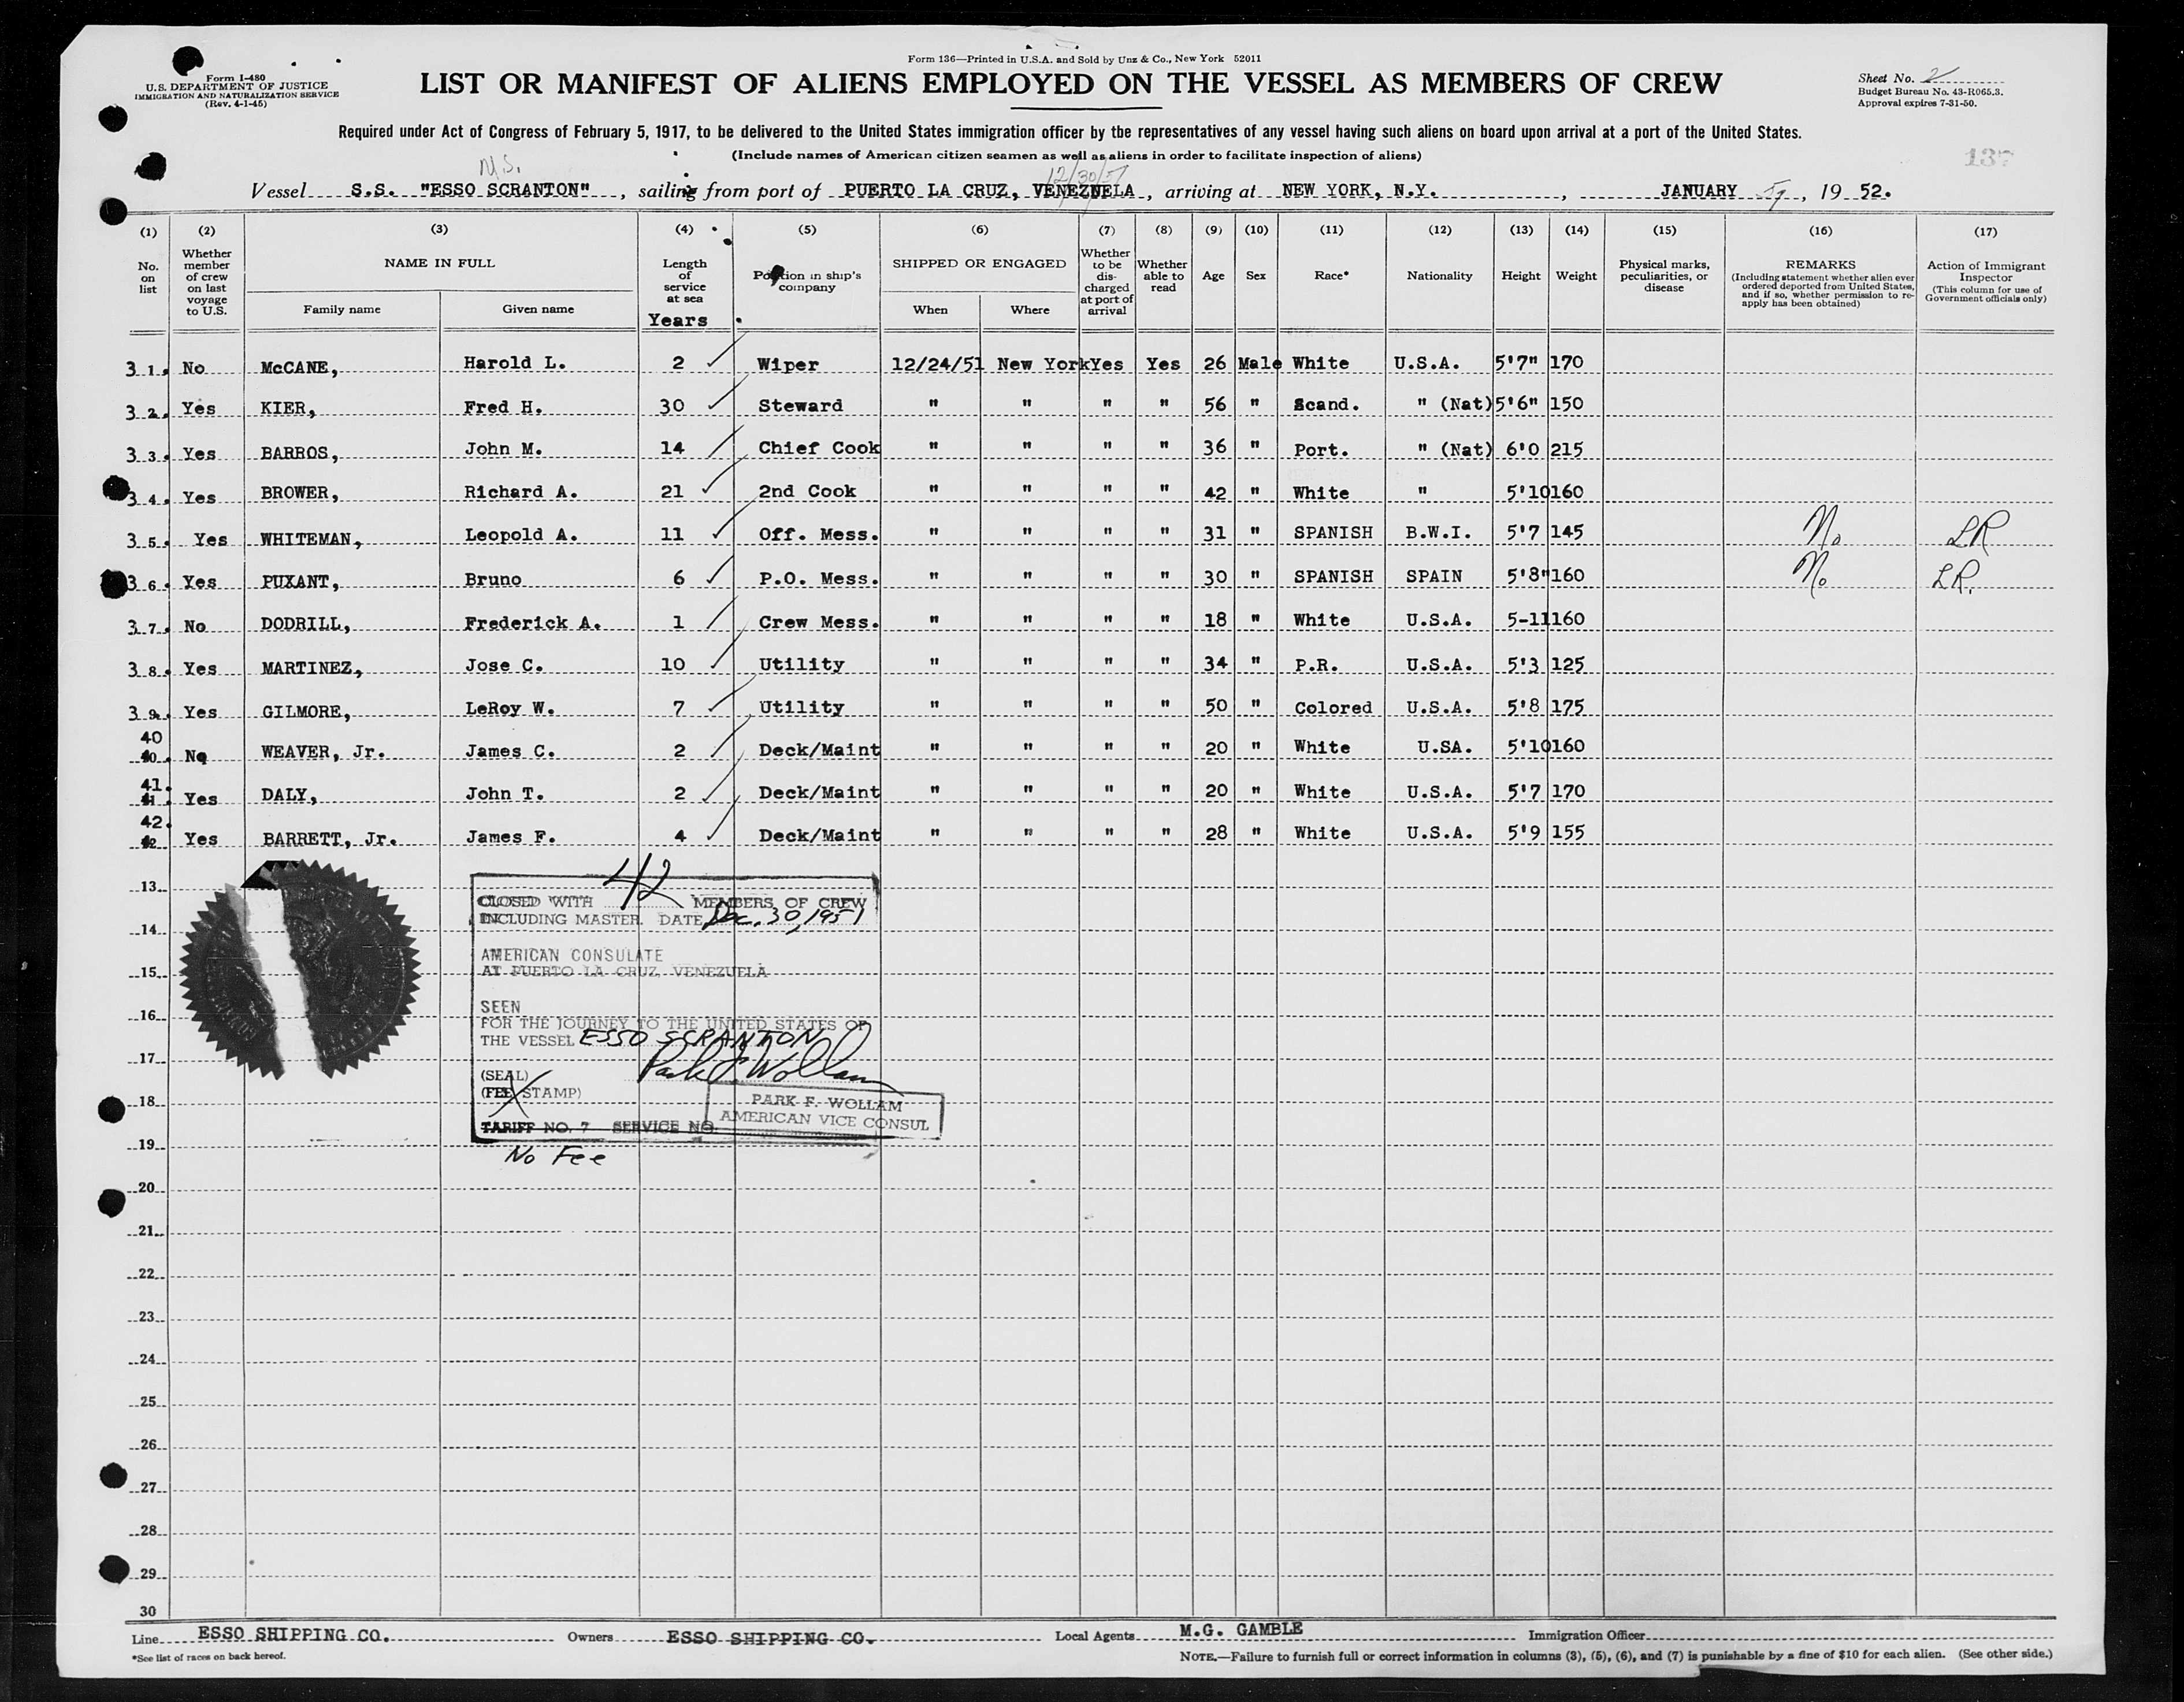 Form 136—Printed in U.S.A. and Sold by Unz & Co., New York 52011
Form I-480
U.S. DEPARTMENT OF JUSTICE
IMMIGRATION AND NATURALIZATION SERVICE
(Rev. 4-1-45)
LIST OR MANIFEST OF ALIENS EMPLOYED ON THE VESSEL AS MEMBERS OF CREW
Sheet No. 2
Budget Bureau No. 43-R065.3.
Approval expires 7-31-50.
Required under Act of Congress of February 5, 1917, to be delivered to the United States immigration officer by the representatives of any vessel having such aliens on board upon arrival at a port of the United States.
(Include names of American citizen seamen as well as aliens in order to facilitate inspection of aliens)
137
M.S.
12/30/51
Vessel S.S. "ESSO SCRANTON", sailing from port of PUERTO LA CRUZ, VENEZUELA, arriving at NEW YORK, N.Y., JANUARY , 1952.
(1) (2) (3) (4) (5) (6) (7) (8) (9) (10) (11) (12) (13) (14) (15) (16) (17)
No. on list
Whether member of crew on last voyage to U.S.
NAME IN FULL
Family name Given name
Length of service at sea
Years
Position in ship's company
SHIPPED OR ENGAGED
When Where
Whether to be discharged at port of arrival
Whether able to read
Age Sex Race* Nationality Height Weight
Physical marks, peculiarities, or disease
REMARKS
(Including statement whether alien ever ordered deported from United States, and if so, whether permission to re-apply has been obtained)
Action of Immigrant Inspector
(This column for use of Government officials only)
31. No McCANE, Harold L. 2 Wiper 12/24/51 New York Yes Yes 26 Male White U.S.A. 5'7" 170
32. Yes KIER, Fred H. 30 Steward " " " " 56 " Scand. " (Nat) 5'6" 150
33. Yes BARROS, John M. 14 Chief Cook " " " " 36 " Port. " (Nat) 6'0 215
34. Yes BROWER, Richard A. 21 2nd Cook " " " " 42 " White " 5'10 160
35. Yes WHITEMAN, Leopold A. 11 Off. Mess. " " " " 31 " SPANISH B.W.I. 5'7 145 No LR
36. Yes PUXANT, Bruno 6 P.O. Mess. " " " " 30 " SPANISH SPAIN 5'8" 160 No LR.
37. No DODRILL, Frederick A. 1 Crew Mess. " " " " 18 " White U.S.A. 5-11 160
38. Yes MARTINEZ, Jose C. 10 Utility " " " " 34 " P.R. U.S.A. 5'3 125
39. Yes GILMORE, LeRoy W. 7 Utility " " " " 50 " Colored U.S.A. 5'8 175
40 40. No WEAVER, Jr. James C. 2 Deck/Maint " " " " 20 " White U.SA. 5'10 160
41. 41. Yes DALY, John T. 2 Deck/Maint " " " " 20 " White U.S.A. 5'7 170
42. 42. Yes BARRETT, Jr. James F. 4 Deck/Maint " " " " 28 " White U.S.A. 5'9 155
13
14
15
16
17
18
19
20
21
22
23
24
25
26
27
28
29
30
CLOSED WITH 42 MEMBERS OF CREW
INCLUDING MASTER. DATE Dec. 30, 1951
AMERICAN CONSULATE
AT PUERTO LA CRUZ, VENEZUELA
SEEN
FOR THE JOURNEY TO THE UNITED STATES OF
THE VESSEL ESSO SCRANTON
Park F. Wollam
(SEAL)
(FEE STAMP)
PARK F. WOLLAM
AMERICAN VICE CONSUL
TARIFF NO. 7 SERVICE NO.
No Fee
Line ESSO SHIPPING CO. Owners ESSO SHIPPING CO. Local Agents M.G. GAMBLE Immigration Officer
*See list of races on back hereof.
NOTE.—Failure to furnish full or correct information in columns (3), (5), (6), and (7) is punishable by a fine of $10 for each alien. (See other side.)